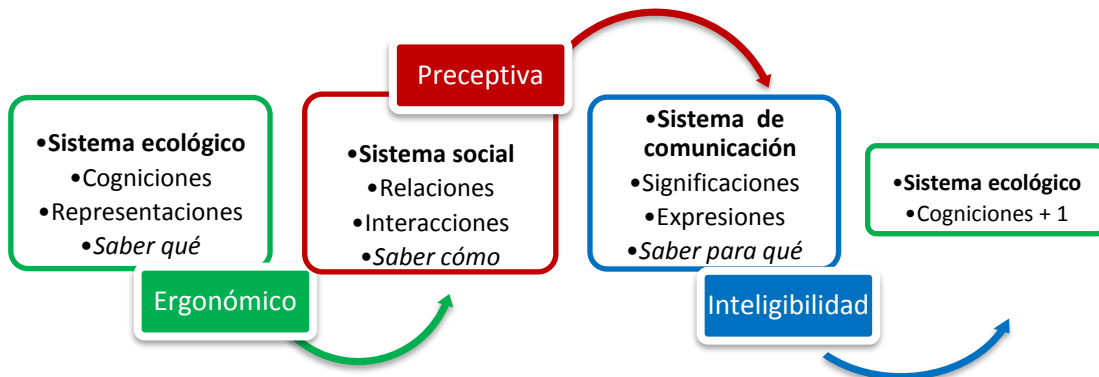 Preceptiva
•Sistema ecológico
•Cogniciones
•Representaciones
•Saber qué
Ergonómico
•Sistema social
•Relaciones
•Interacciones
•Saber cómo
•Sistema de
comunicación
•Significaciones
•Expresiones
•Saber para qué
Inteligibilidad
•Sistema ecológico
•Cogniciones + 1